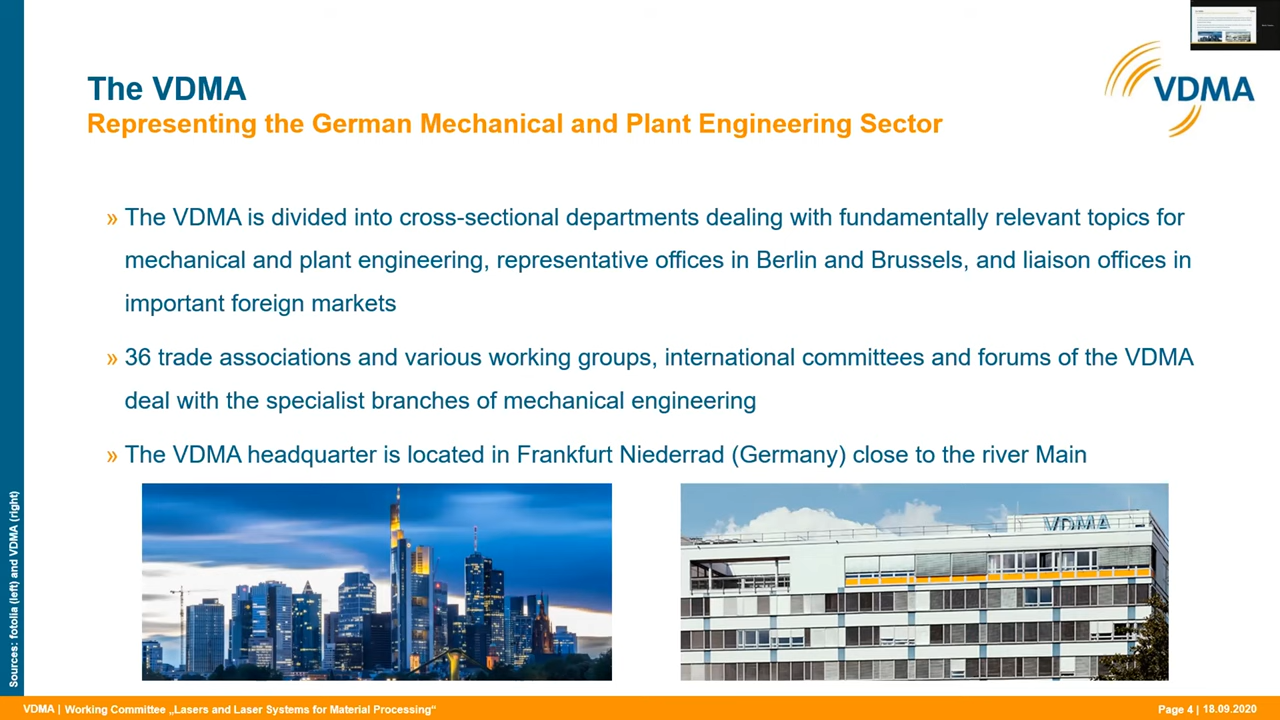 The VDMA
Representing the German Mechanical and Plant Engineering Sector
VDMA
» The VDMA is divided into cross-sectional departments dealing with fundamentally relevant topics for
mechanical and plant engineering, representative offices in Berlin and Brussels, and liaison offices in
important foreign markets
» 36 trade associations and various working groups, international committees and forums of the VDMA
deal with the specialist branches of mechanical engineering
» The VDMA headquarter is located in Frankfurt Niederrad (Germany) close to the river Main
VDMA
Sources: fotolia (left) and VDMA (right)
VDMA | Working Committee „Lasers and Laser Systems for Material Processing“
Page 4 | 18.09.2020